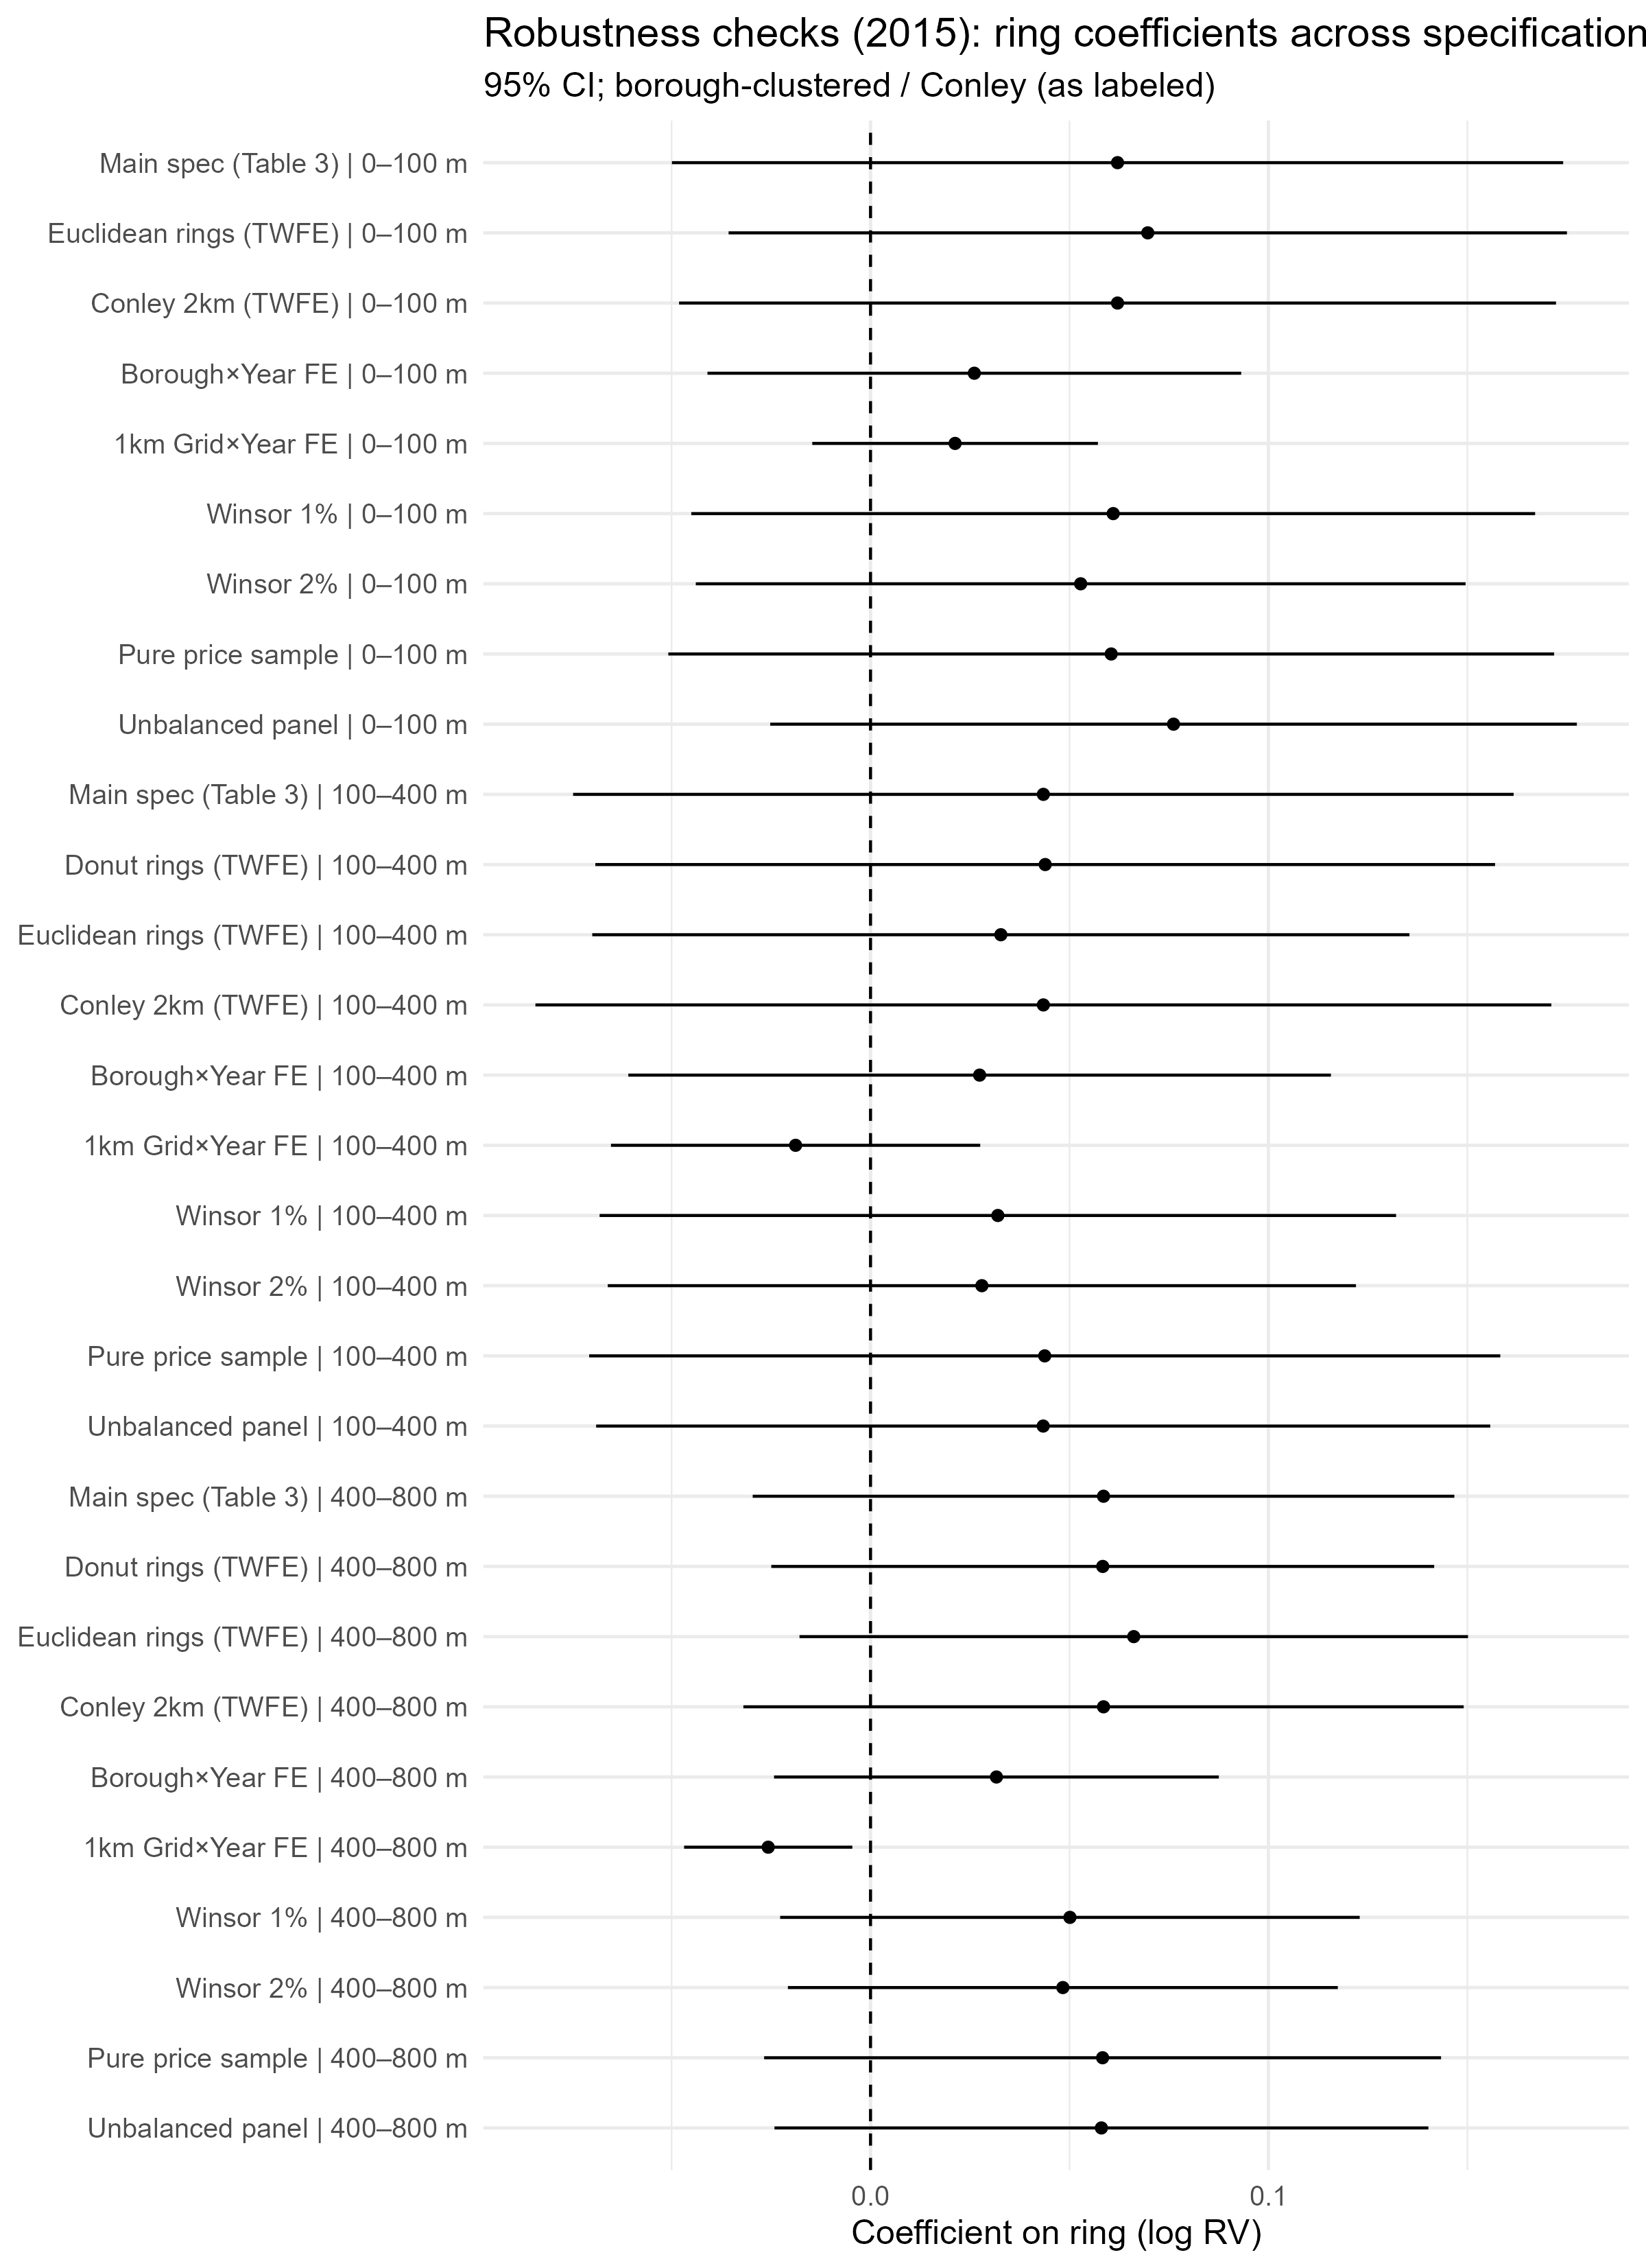 Robustness checks (2015): ring coefficients across specification
95% CI; borough-clustered / Conley (as labeled)
Main spec (Table 3) | 0–100 m
Euclidean rings (TWFE) | 0–100 m
Conley 2km (TWFE) | 0–100 m
Borough×Year FE | 0–100 m
1km Grid×Year FE | 0–100 m
Winsor 1% | 0–100 m
Winsor 2% | 0–100 m
Pure price sample | 0–100 m
Unbalanced panel | 0–100 m
Main spec (Table 3) | 100–400 m
Donut rings (TWFE) | 100–400 m
Euclidean rings (TWFE) | 100–400 m
Conley 2km (TWFE) | 100–400 m
Borough×Year FE | 100–400 m
1km Grid×Year FE | 100–400 m
Winsor 1% | 100–400 m
Winsor 2% | 100–400 m
Pure price sample | 100–400 m
Unbalanced panel | 100–400 m
Main spec (Table 3) | 400–800 m
Donut rings (TWFE) | 400–800 m
Euclidean rings (TWFE) | 400–800 m
Conley 2km (TWFE) | 400–800 m
Borough×Year FE | 400–800 m
1km Grid×Year FE | 400–800 m
Winsor 1% | 400–800 m
Winsor 2% | 400–800 m
Pure price sample | 400–800 m
Unbalanced panel | 400–800 m
0.0 0.1
Coefficient on ring (log RV)